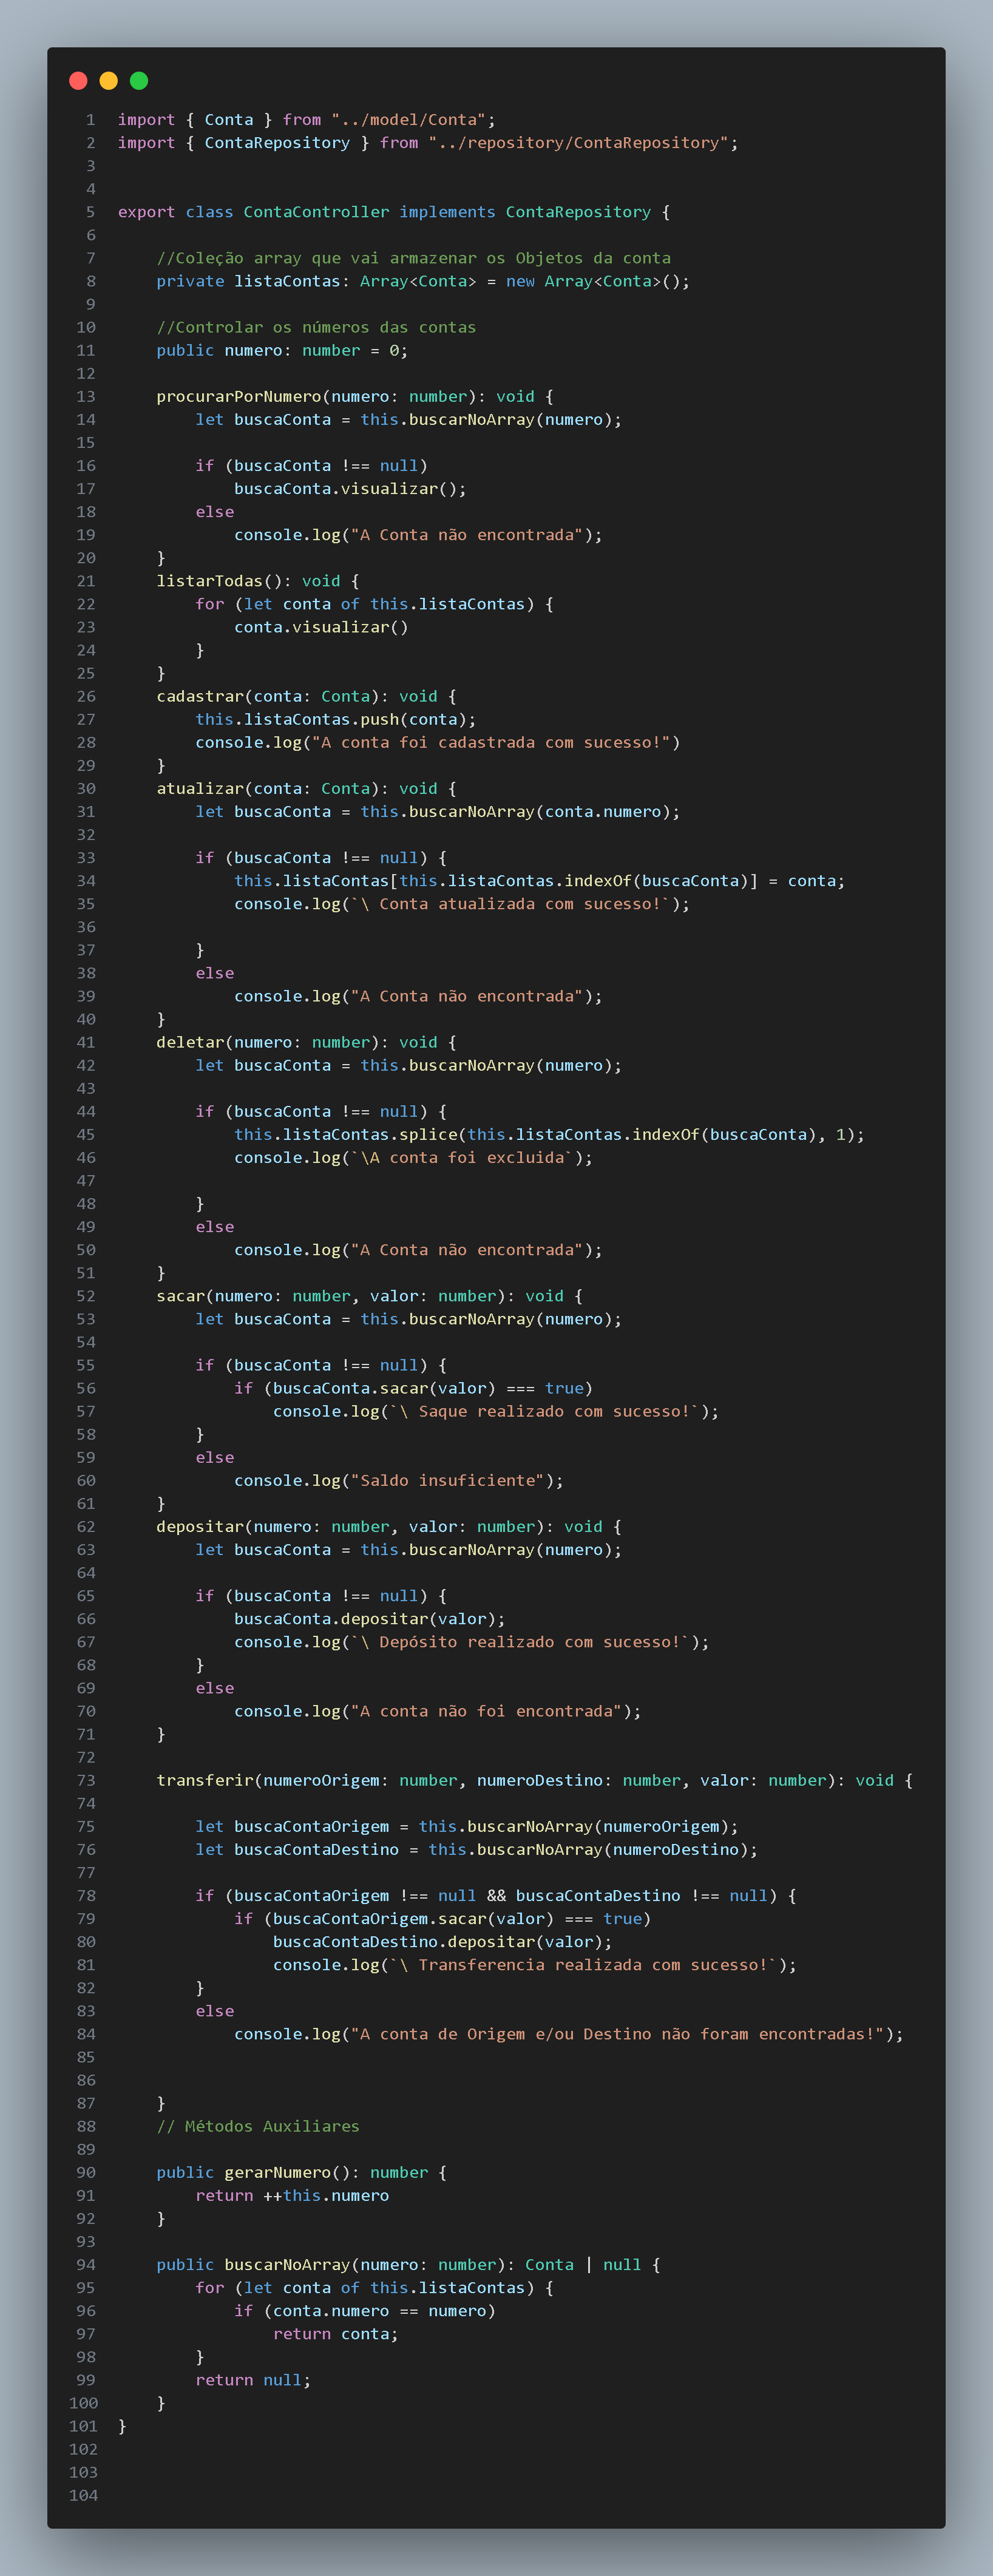 1 import { Conta } from "../model/Conta";
2 import { ContaRepository } from "../repository/ContaRepository";
3
4
5 export class ContaController implements ContaRepository {
6
7     //Coleção array que vai armazenar os Objetos da conta
8     private listaContas: Array<Conta> = new Array<Conta>();
9
10     //Controlar os números das contas
11     public numero: number = 0;
12
13     procurarPorNumero(numero: number): void {
14         let buscaConta = this.buscarNoArray(numero);
15
16         if (buscaConta !== null)
17             buscaConta.visualizar();
18         else
19             console.log("A Conta não encontrada");
20     }
21     listarTodas(): void {
22         for (let conta of this.listaContas) {
23             conta.visualizar()
24         }
25     }
26     cadastrar(conta: Conta): void {
27         this.listaContas.push(conta);
28         console.log("A conta foi cadastrada com sucesso!")
29     }
30     atualizar(conta: Conta): void {
31         let buscaConta = this.buscarNoArray(conta.numero);
32
33         if (buscaConta !== null) {
34             this.listaContas[this.listaContas.indexOf(buscaConta)] = conta;
35             console.log(`\ Conta atualizada com sucesso!`);
36
37         }
38         else
39             console.log("A Conta não encontrada");
40     }
41     deletar(numero: number): void {
42         let buscaConta = this.buscarNoArray(numero);
43
44         if (buscaConta !== null) {
45             this.listaContas.splice(this.listaContas.indexOf(buscaConta), 1);
46             console.log(`\A conta foi excluida`);
47
48         }
49         else
50             console.log("A Conta não encontrada");
51     }
52     sacar(numero: number, valor: number): void {
53         let buscaConta = this.buscarNoArray(numero);
54
55         if (buscaConta !== null) {
56             if (buscaConta.sacar(valor) === true)
57                 console.log(`\ Saque realizado com sucesso!`);
58         }
59         else
60             console.log("Saldo insuficiente");
61     }
62     depositar(numero: number, valor: number): void {
63         let buscaConta = this.buscarNoArray(numero);
64
65         if (buscaConta !== null) {
66             buscaConta.depositar(valor);
67             console.log(`\ Depósito realizado com sucesso!`);
68         }
69         else
70             console.log("A conta não foi encontrada");
71     }
72
73     transferir(numeroOrigem: number, numeroDestino: number, valor: number): void {
74
75         let buscaContaOrigem = this.buscarNoArray(numeroOrigem);
76         let buscaContaDestino = this.buscarNoArray(numeroDestino);
77
78         if (buscaContaOrigem !== null && buscaContaDestino !== null) {
79             if (buscaContaOrigem.sacar(valor) === true)
80                 buscaContaDestino.depositar(valor);
81                 console.log(`\ Transferencia realizada com sucesso!`);
82         }
83         else
84             console.log("A conta de Origem e/ou Destino não foram encontradas!");
85
86
87     }
88     // Métodos Auxiliares
89
90     public gerarNumero(): number {
91         return ++this.numero
92     }
93
94     public buscarNoArray(numero: number): Conta | null {
95         for (let conta of this.listaContas) {
96             if (conta.numero == numero)
97                 return conta;
98         }
99         return null;
100     }
101 }
102
103
104